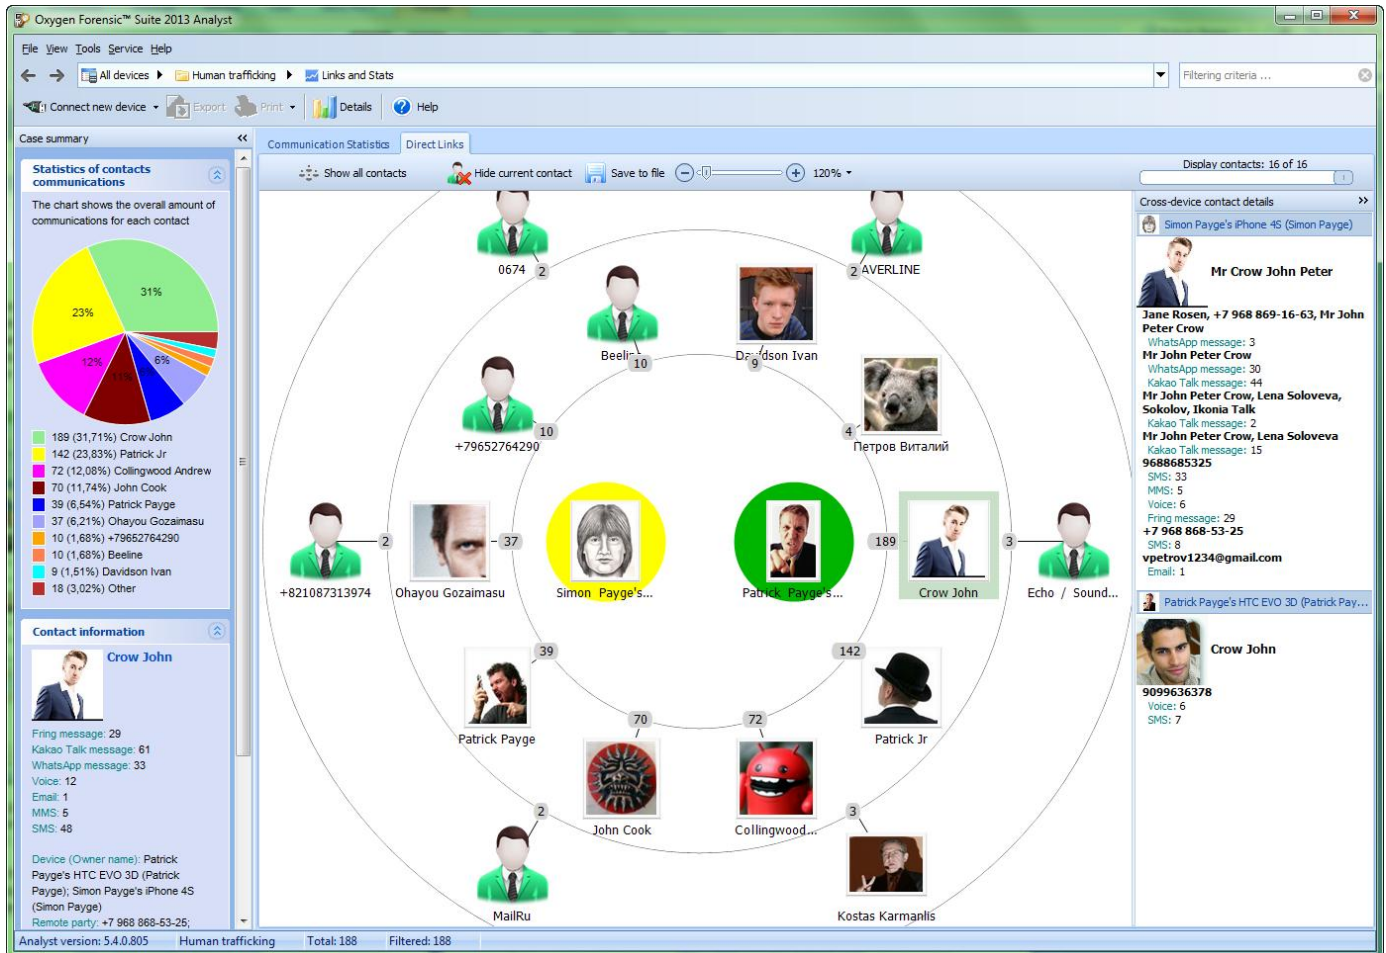 Oxygen Forensic™ Suite 2013 Analyst
File View Tools Service Help
All devices Human trafficking Links and Stats
Filtering criteria ...
Connect new device Export Print Details Help
Case summary
Statistics of contacts
communications
The chart shows the overall amount of
communications for each contact
31%
23%
12%
11%
6%
6%
189 (31,71%) Crow John
142 (23,83%) Patrick Jr
72 (12,08%) Collingwood Andrew
70 (11,74%) John Cook
39 (6,54%) Patrick Payge
37 (6,21%) Ohayou Gozaimasu
10 (1,68%) +79652764290
10 (1,68%) Beeline
9 (1,51%) Davidson Ivan
18 (3,02%) Other
Contact information
Crow John
Fring message: 29
Kakao Talk message: 61
WhatsApp message: 33
Voice: 12
Email: 1
MMS: 5
SMS: 48
Device (Owner name): Patrick
Payge's HTC EVO 3D (Patrick
Payge); Simon Payge's iPhone 4S
(Simon Payge)
Remote party: +7 968 868-53-25;
Communication Statistics Direct Links
Show all contacts Hide current contact Save to file 120%
0674 2
2 AVERLINE
Beeline
10
Davidson Ivan
9
+79652764290
10
4
Петров Виталий
+821087313974
2
Ohayou Gozaimasu
37
Simon Payge's...
Patrick Payge's...
189
Crow John
3
Echo / Sound...
39
Patrick Payge
142
Patrick Jr
70
John Cook
72
Collingwood...
2
MailRu
3
Kostas Karmanlis
Display contacts: 16 of 16
Cross-device contact details
Simon Payge's iPhone 4S (Simon Payge)
Mr Crow John Peter
Jane Rosen, +7 968 869-16-63, Mr John
Peter Crow
WhatsApp message: 3
Mr John Peter Crow
WhatsApp message: 30
Kakao Talk message: 44
Mr John Peter Crow, Lena Soloveva,
Sokolov, Ikonia Talk
Kakao Talk message: 2
Mr John Peter Crow, Lena Soloveva
Kakao Talk message: 15
9688685325
SMS: 33
MMS: 5
Voice: 6
Fring message: 29
+7 968 868-53-25
SMS: 8
vpetrov1234@gmail.com
Email: 1
Patrick Payge's HTC EVO 3D (Patrick Pay...
Crow John
9099636378
Voice: 6
SMS: 7
Analyst version: 5.4.0.805 Human trafficking Total: 188 Filtered: 188